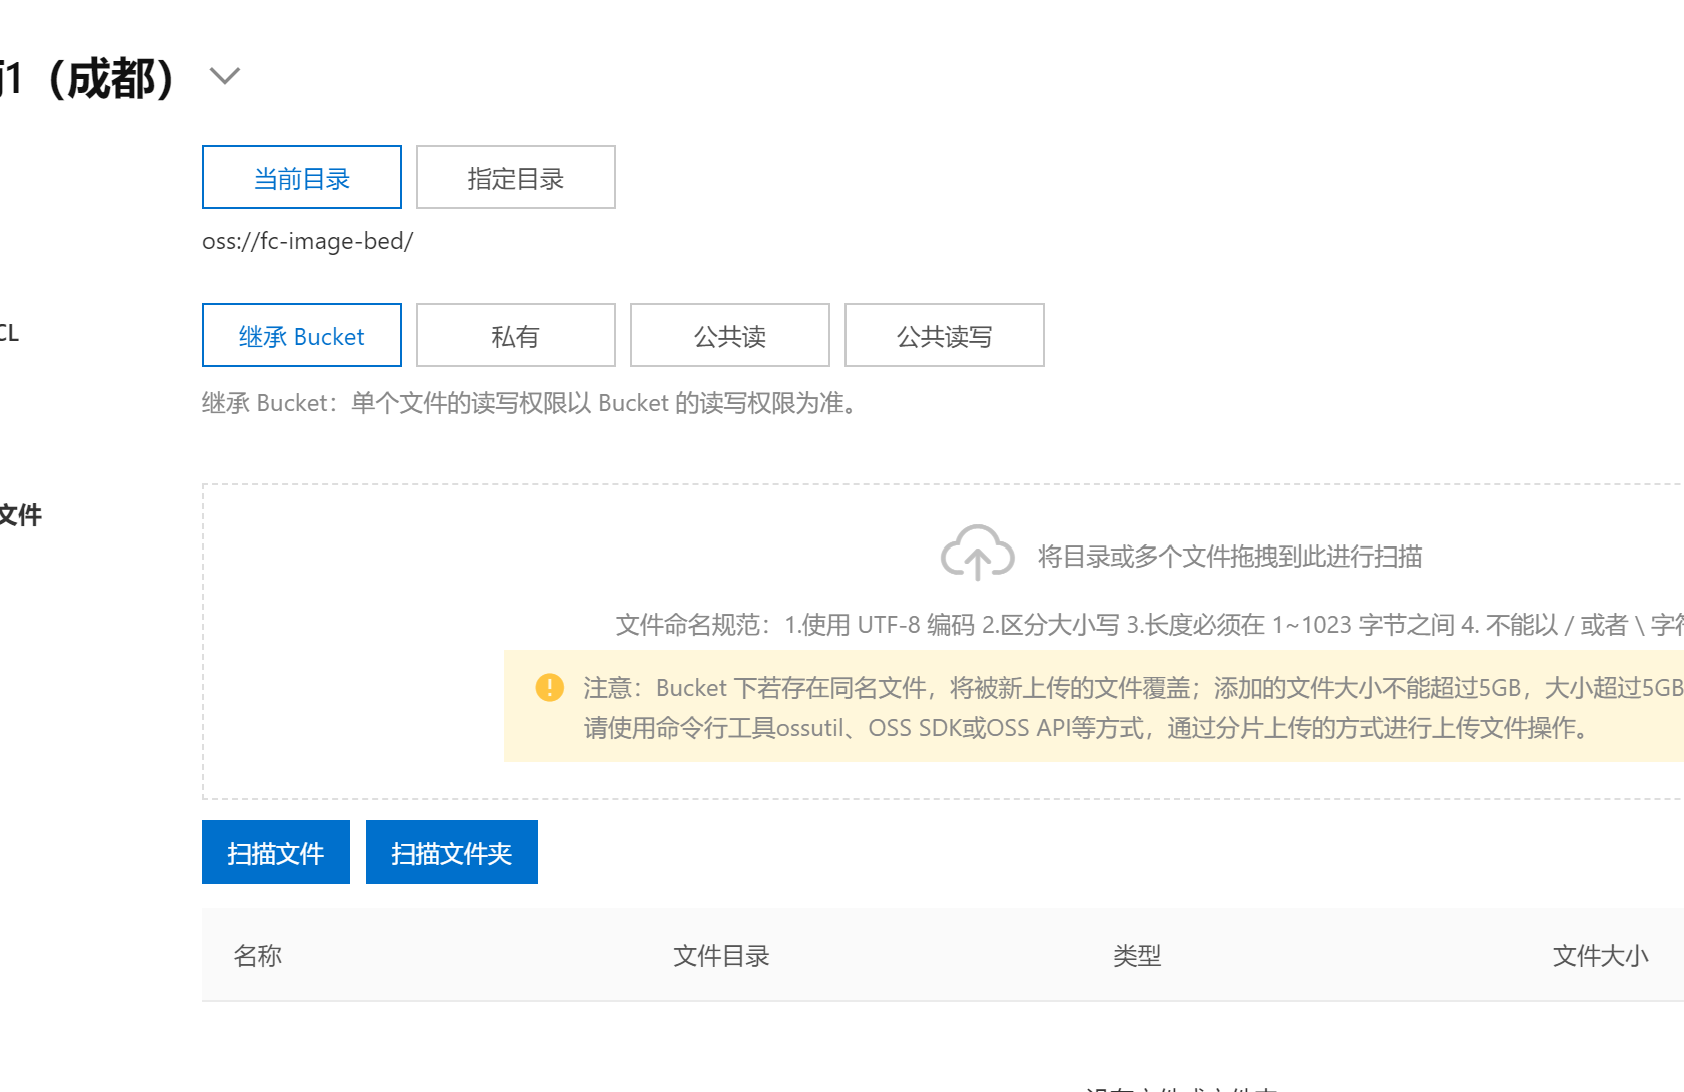 1（成都）
当前目录 指定目录
oss://fc-image-bed/
CL
继承 Bucket 私有 公共读 公共读写
继承 Bucket：单个文件的读写权限以 Bucket 的读写权限为准。
文件
将目录或多个文件拖拽到此进行扫描
文件命名规范：1.使用 UTF-8 编码 2.区分大小写 3.长度必须在 1~1023 字节之间 4. 不能以 / 或者 \ 字符
注意：Bucket 下若存在同名文件，将被新上传的文件覆盖；添加的文件大小不能超过5GB，大小超过5GB
请使用命令行工具ossutil、OSS SDK或OSS API等方式，通过分片上传的方式进行上传文件操作。
扫描文件 扫描文件夹
名称 文件目录 类型 文件大小